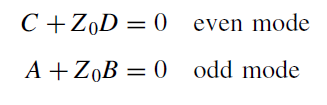 C + Z₀D = 0 even mode
A + Z₀B = 0 odd mode